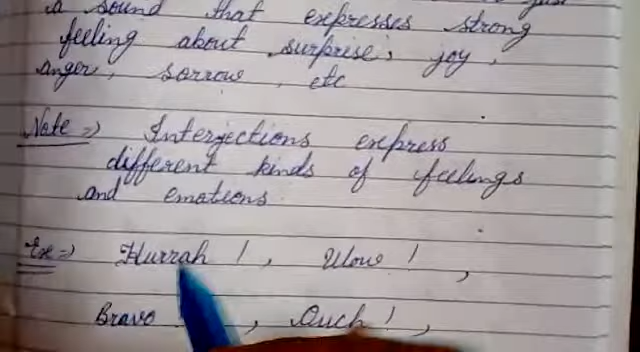 a sound that expresses strong
feeling about surprise, joy,
anger, sorrow, etc
Note => Interjections express
different kinds of feelings
and emotions.
Ex => Hurrah !, Wow !,
Bravo , Ouch !,